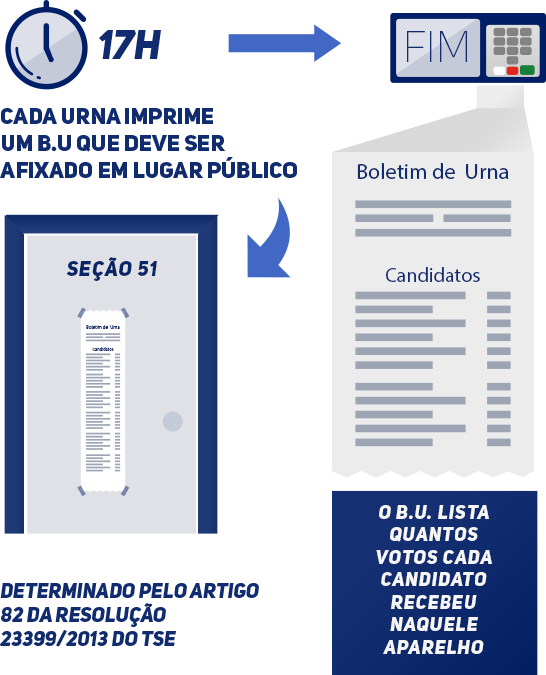 17H
FIM
CADA URNA IMPRIME
UM B.U QUE DEVE SER
AFIXADO EM LUGAR PÚBLICO
Boletim de Urna
Candidatos
SEÇÃO 51
Boletim de Urna
candidatos
O B.U. LISTA
QUANTOS
VOTOS CADA
CANDIDATO
RECEBEU
NAQUELE
APARELHO
DETERMINADO PELO ARTIGO
82 DA RESOLUÇÃO
23399/2013 DO TSE